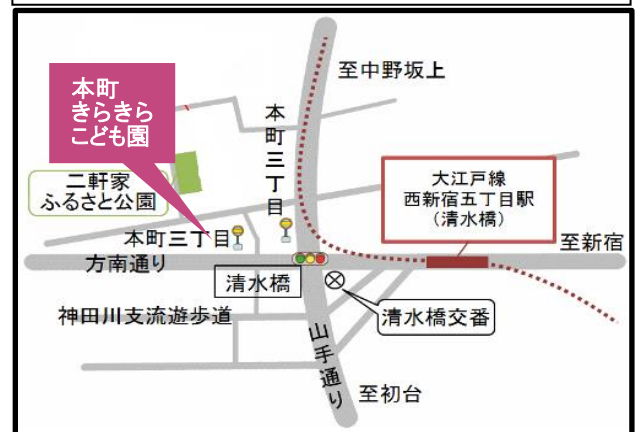 至中野坂上
本町
きらきら
こども園
本町三丁目
二軒家
ふるさと公園
大江戸線
西新宿五丁目駅
(清水橋)
本町三丁目
至新宿
方南通り
清水橋
神田川支流遊歩道
清水橋交番
山手通り
至初台